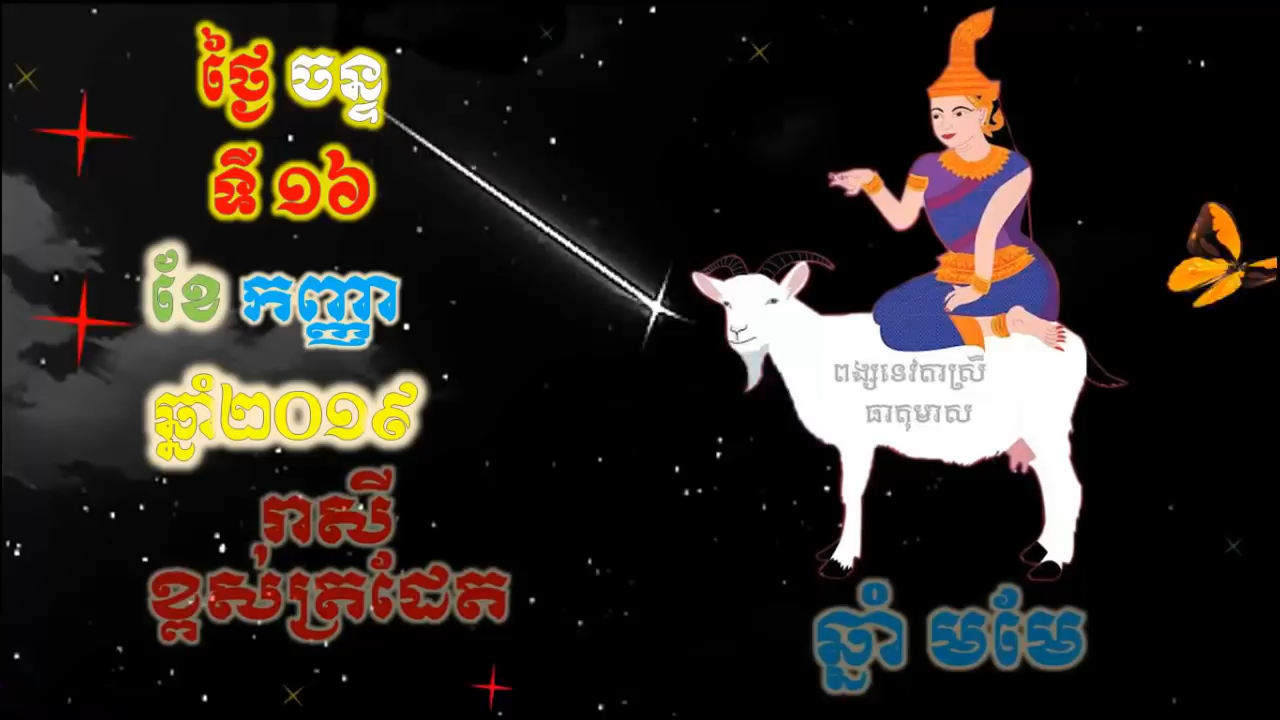 ថ្ងៃ ចន្ទ
ទី ១៦
ខែ កញ្ញា
ឆ្នាំ២០១៩
រាសុី
ខ្ពស់ត្រដែត
ពង្សទេវតាស្រី
ធាតុមាស
ឆ្នាំ មមែ